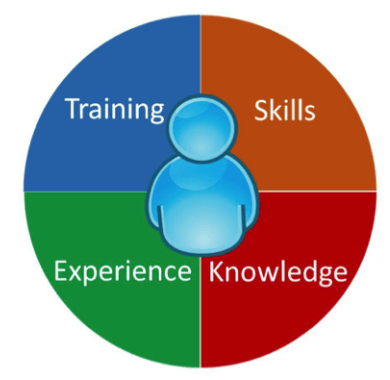 Training
Skills
Experience
Knowledge